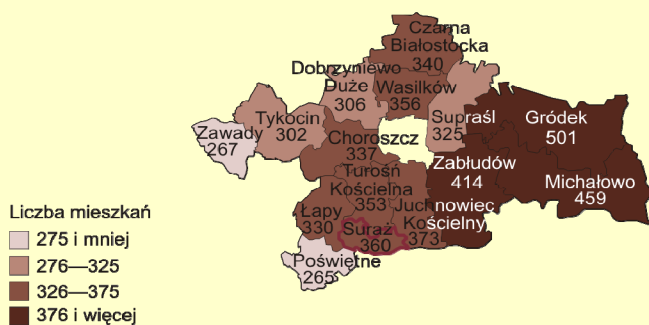 Czarna
Białostocka
340
Dobrzyniewo
Duże
306
Wasilków
356
Tykocin
302
Zawady
267
Choroszcz
337
Supraśl
325
Gródek
501
Zabłudów
414
Michałowo
459
Turośń
Kościelna
353
Juchnowiec
Kościelny
373
Łapy
330
Suraż
360
Poświętne
265
Liczba mieszkań
275 i mniej
276—325
326—375
376 i więcej